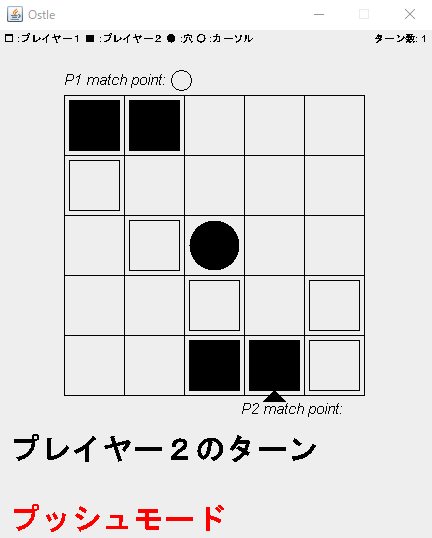 Ostle
□ :プレイヤー１ ■ :プレイヤー２ ● :穴 ○ :カーソル ターン数: 1
P1 match point:
P2 match point:
プレイヤー２のターン
プッシュモード